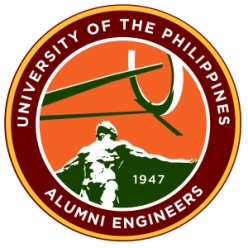 UNIVERSITY OF THE PHILIPPINES
1947
ALUMNI ENGINEERS